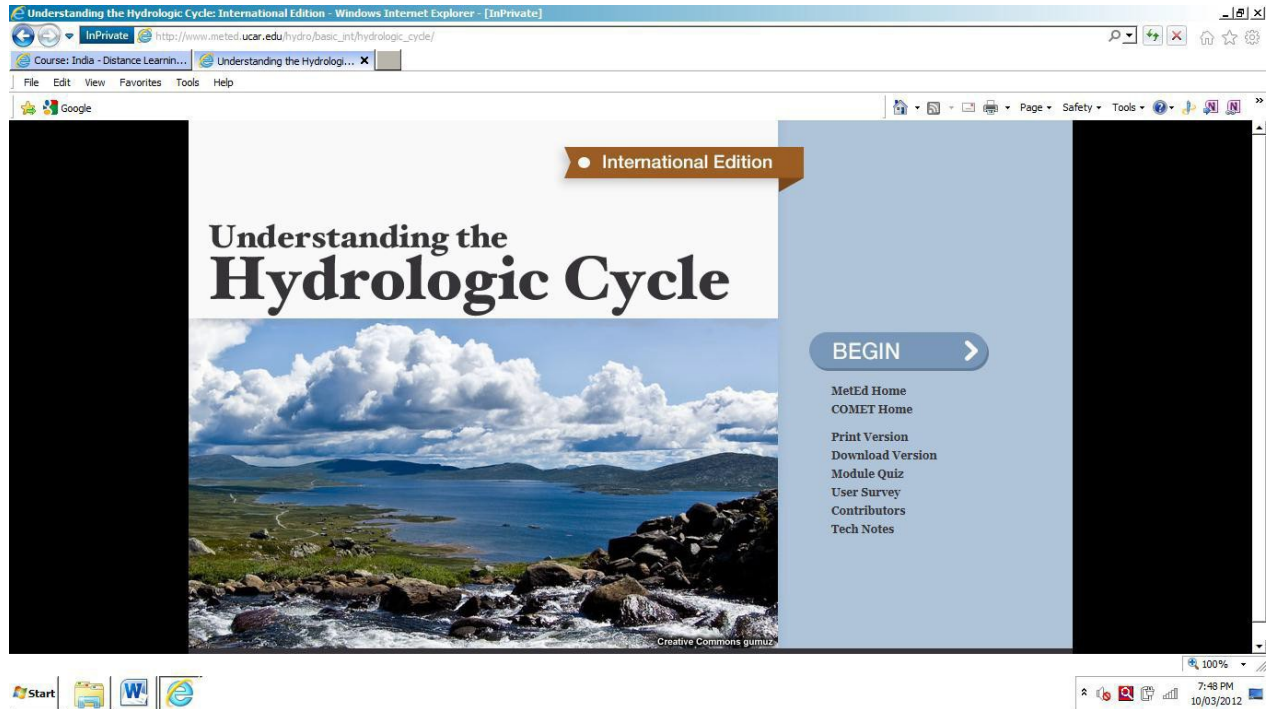 Understanding the Hydrologic Cycle: International Edition - Windows Internet Explorer - [InPrivate]
InPrivate http://www.meted.ucar.edu/hydro/basic_int/hydrologic_cycle/
Course: India - Distance Learnin... Understanding the Hydrologi...
File Edit View Favorites Tools Help
Google Page Safety Tools
International Edition
Understanding the
Hydrologic Cycle
BEGIN
MetEd Home
COMET Home
Print Version
Download Version
Module Quiz
User Survey
Contributors
Tech Notes
Creative Commons gumuz
100%
Start 7:48 PM
10/03/2012